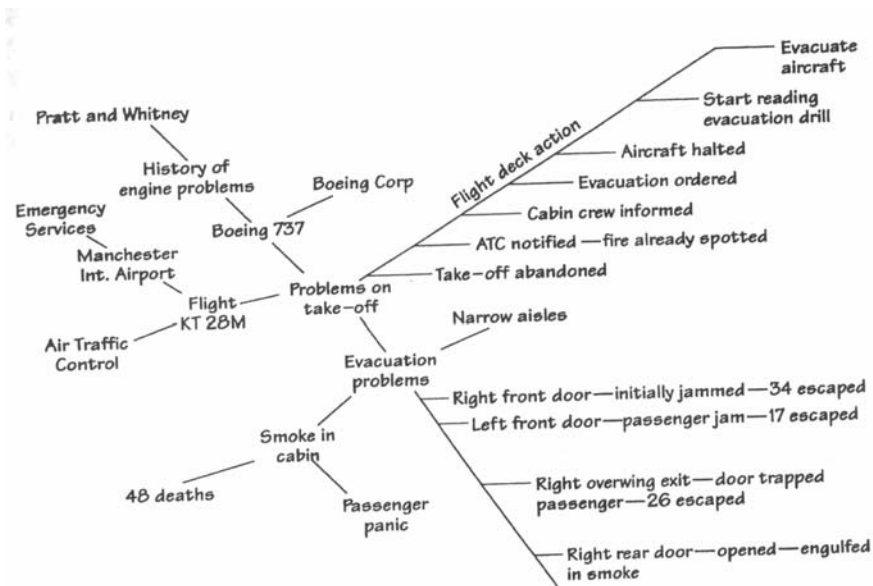 Evacuate
aircraft
Start reading
evacuation drill
Aircraft halted
Evacuation ordered
Cabin crew informed
ATC notified—fire already spotted
Take-off abandoned
Flight deck action
Pratt and Whitney
History of
engine problems
Boeing Corp
Boeing 737
Emergency
Services
Manchester
Int. Airport
Flight
KT 28M
Air Traffic
Control
Problems on
take-off
Narrow aisles
Evacuation
problems
Right front door—initially jammed—34 escaped
Left front door—passenger jam—17 escaped
Right overwing exit—door trapped
passenger—26 escaped
Right rear door—opened—engulfed
in smoke
Smoke in
cabin
48 deaths
Passenger
panic